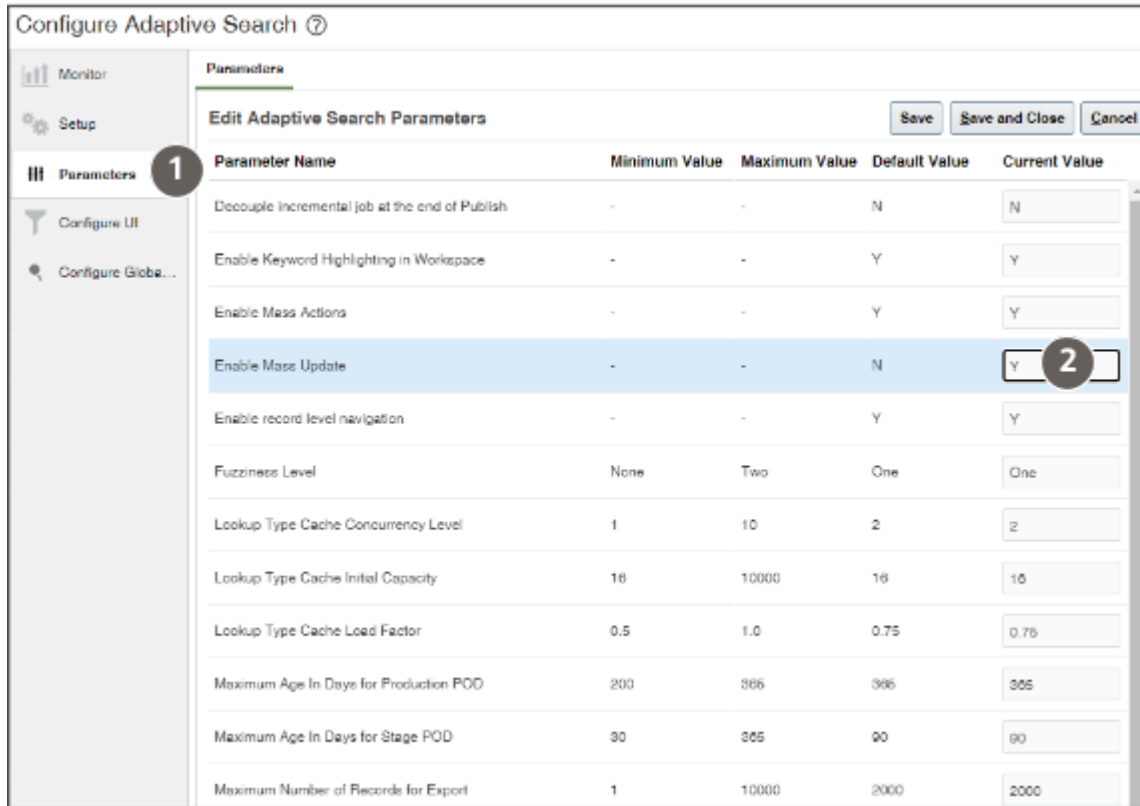 Configure Adaptive Search ?
Monitor
Setup
Parameters
Configure UI
Configure Globa...
1
Parameters
Edit Adaptive Search Parameters Save Save and Close Cancel
Parameter Name Minimum Value Maximum Value Default Value Current Value
Decouple incremental job at the end of Publish - - N N
Enable Keyword Highlighting in Workspace - - Y Y
Enable Mass Actions - - Y Y
Enable Mass Update - - N Y 2
Enable record level navigation - - Y Y
Fuzziness Level None Two One One
Lookup Type Cache Concurrency Level 1 10 2 2
Lookup Type Cache Initial Capacity 16 10000 16 16
Lookup Type Cache Load Factor 0.5 1.0 0.75 0.75
Maximum Age In Days for Production POD 200 365 365 365
Maximum Age In Days for Stage POD 30 365 90 90
Maximum Number of Records for Export 1 10000 2000 2000